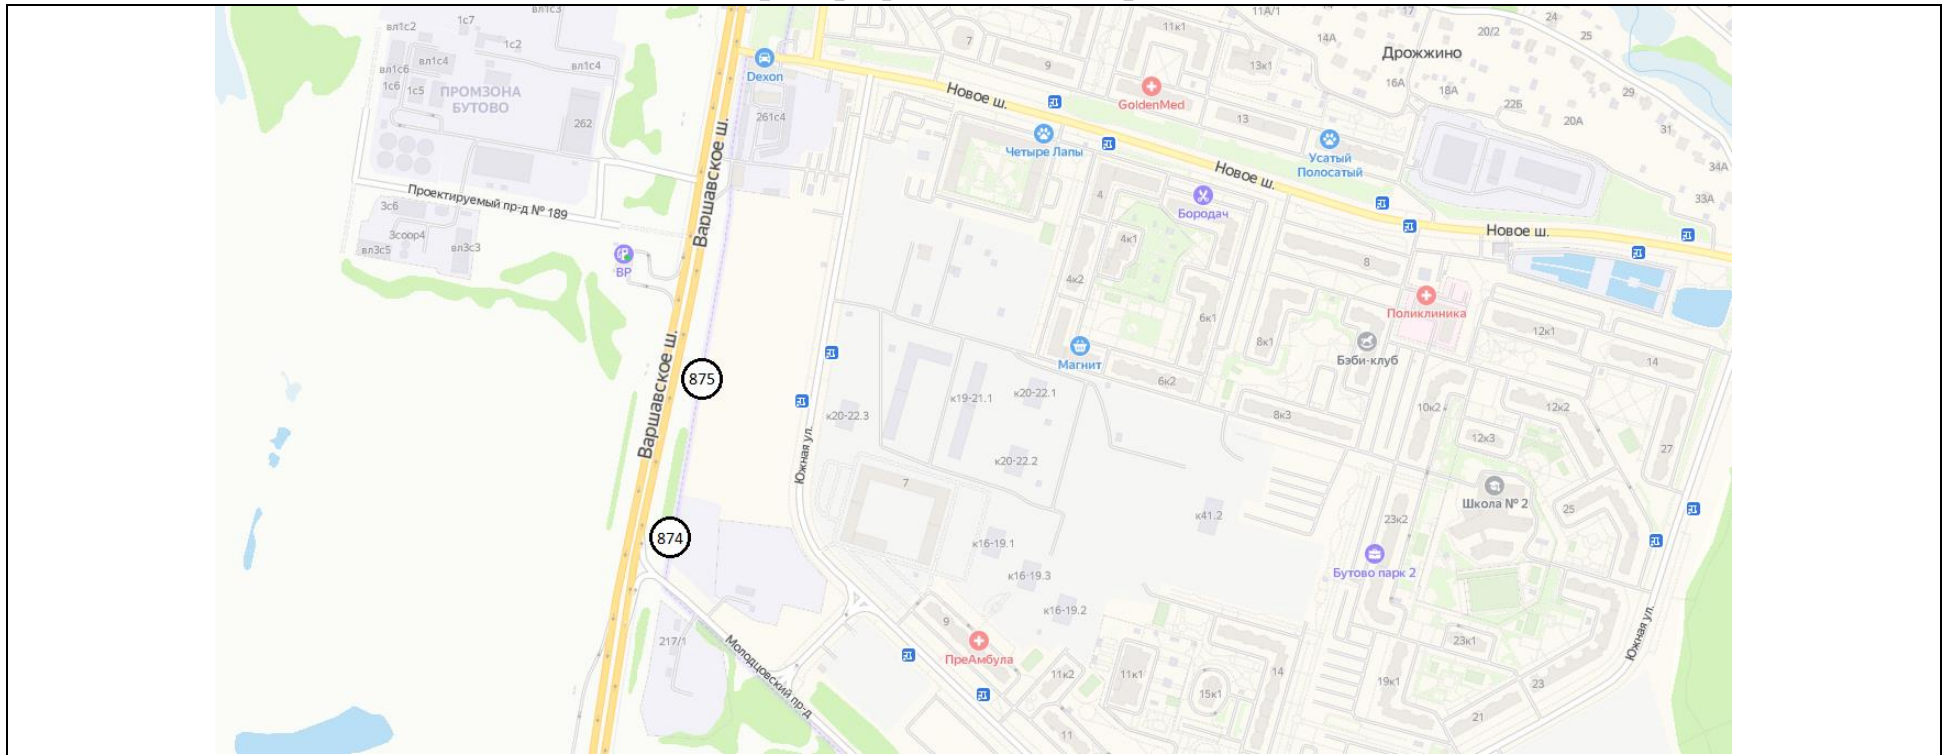 вл1с2
1с7
вл1с3
1с2
вл1с4
вл1с6
вл1с4
1с6
1с5
ПРОМЗОНА
БУТОВО
262
Dexon
261с4
7
9
11к1
11А/1
17
14А
13к1
Дрожжино
20/2
24
25
16А
18А
22Б
29
20А
31
34А
33А
Новое ш.
GoldenMed
13
Четыре Лапы
Усатый
Полосатый
Новое ш.
Варшавское ш.
Проектируемый пр-д № 189
3с6
3соор4
вл3с5
вл3с3
BP
4
Бородач
4к1
4к2
6к1
8
Новое ш.
Поликлиника
8к1
Бэби-клуб
12к1
14
Магнит
6к2
Варшавское ш.
875
к19-21.1
к20-22.1
к20-22.3
8к3
10к2
12к2
12к3
27
Южная ул.
к20-22.2
7
Школа № 2
25
к41.2
23к2
874
к16-19.1
к16-19.3
к16-19.2
Бутово парк 2
217/1
Молодцовский пр-д
9
ПреАмбула
11к2
11к1
15к1
14
11
23к1
19к1
23
21
Южная ул.